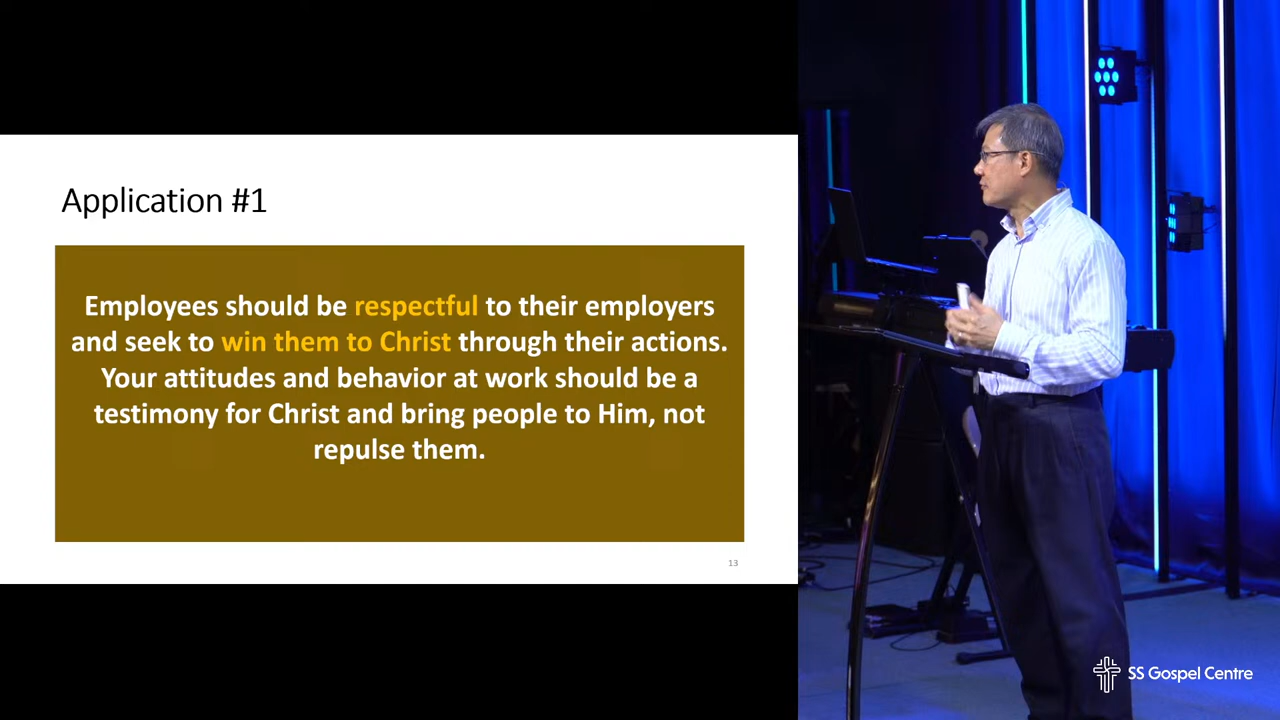 Application #1
Employees should be respectful to their employers
and seek to win them to Christ through their actions.
Your attitudes and behavior at work should be a
testimony for Christ and bring people to Him, not
repulse them.
13
SS Gospel Centre